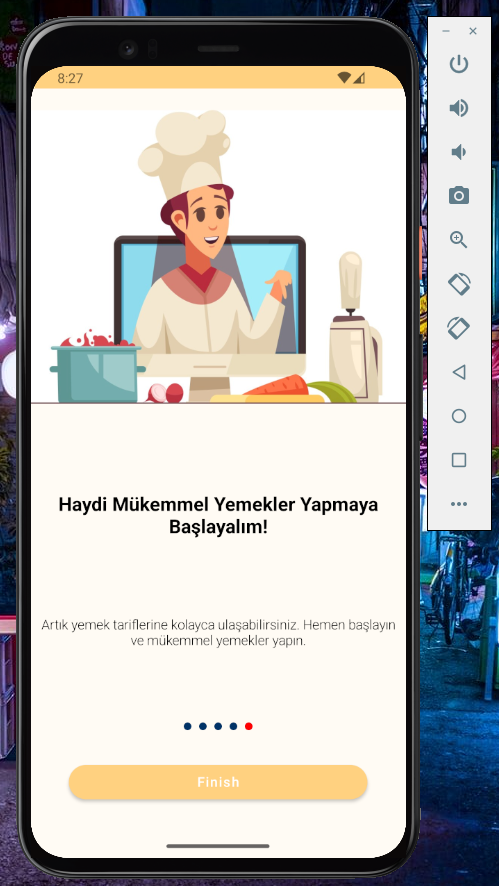 8:27
Haydi Mükemmel Yemekler Yapmaya
Başlayalım!
Artık yemek tariflerine kolayca ulaşabilirsiniz. Hemen başlayın
ve mükemmel yemekler yapın.
Finish